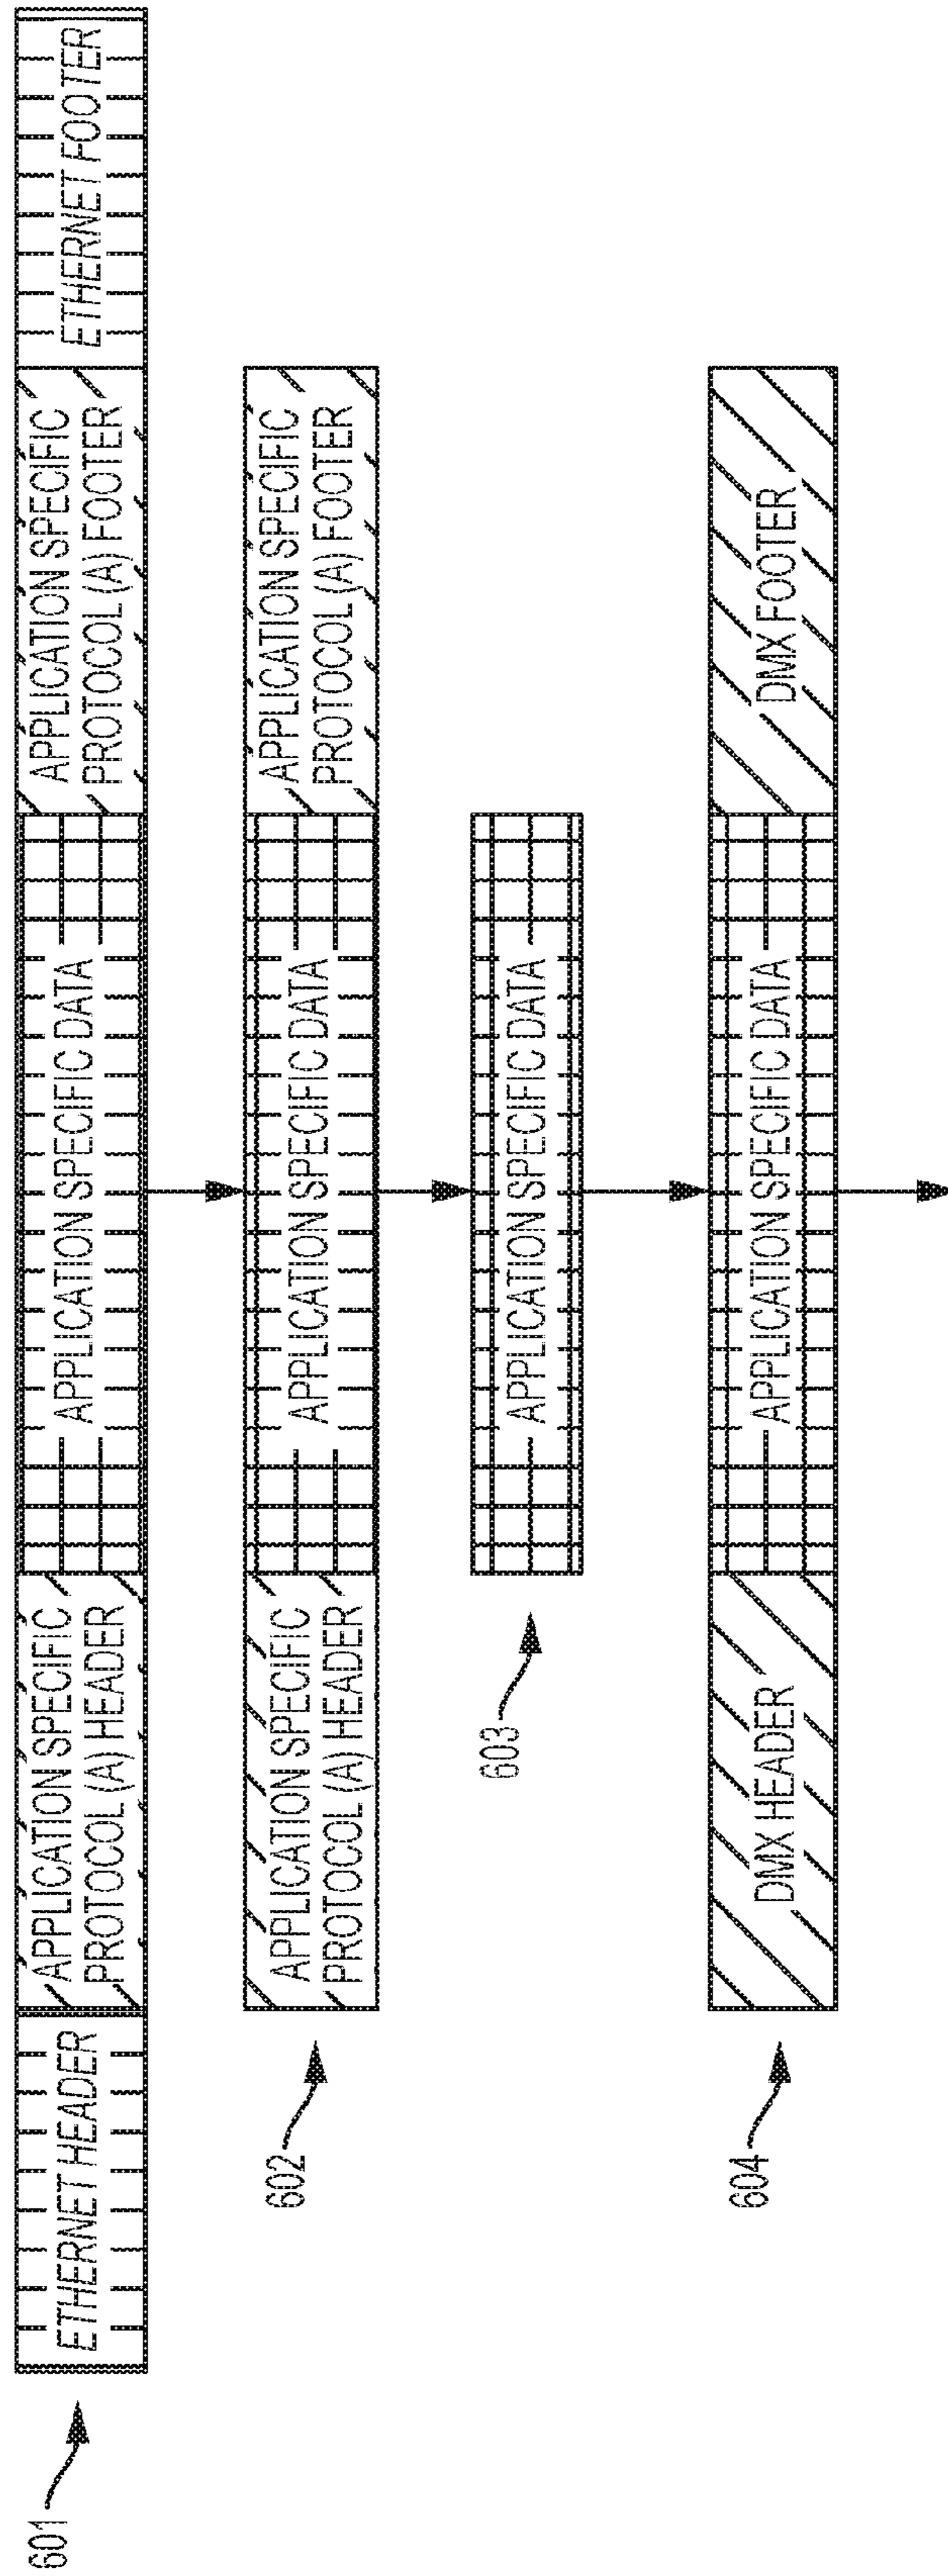 601
ETHERNET HEADER
APPLICATION SPECIFIC
PROTOCOL (A) HEADER
APPLICATION SPECIFIC DATA
APPLICATION SPECIFIC
PROTOCOL (A) FOOTER
ETHERNET FOOTER
602
APPLICATION SPECIFIC
PROTOCOL (A) HEADER
APPLICATION SPECIFIC DATA
APPLICATION SPECIFIC
PROTOCOL (A) FOOTER
603
APPLICATION SPECIFIC DATA
604
DMX HEADER
APPLICATION SPECIFIC DATA
DMX FOOTER